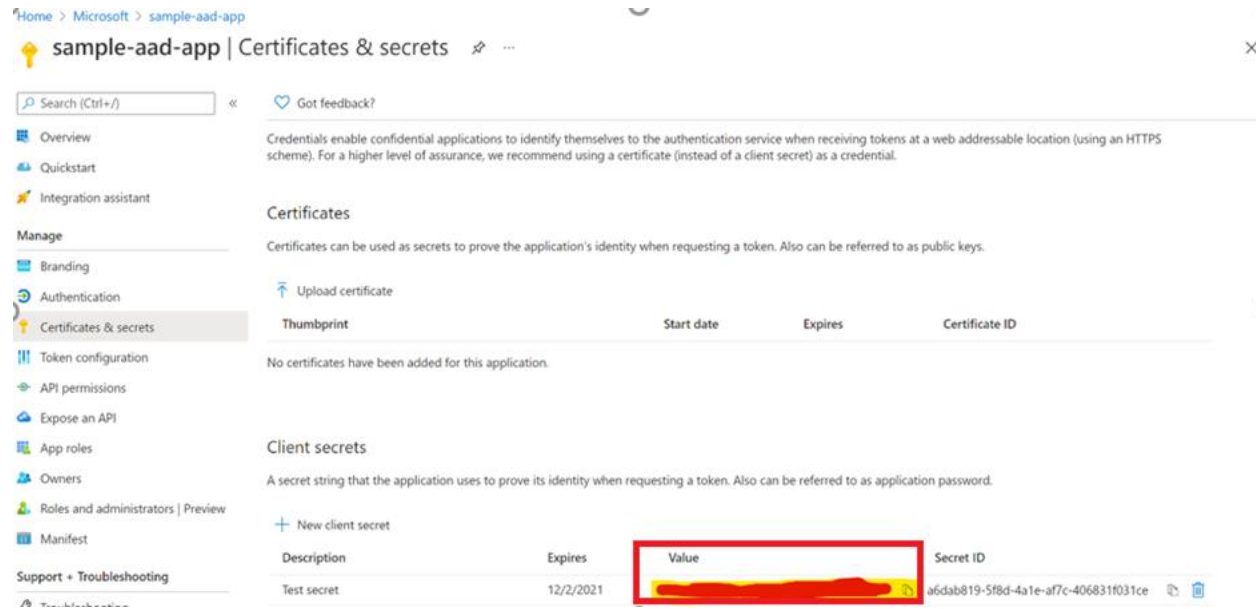 Home > Microsoft > sample-aad-app
sample-aad-app | Certificates & secrets
Search (Ctrl+/)
Overview
Quickstart
Integration assistant
Manage
Branding
Authentication
Certificates & secrets
Token configuration
API permissions
Expose an API
App roles
Owners
Roles and administrators | Preview
Manifest
Support + Troubleshooting
Troubleshooting
Got feedback?
Credentials enable confidential applications to identify themselves to the authentication service when receiving tokens at a web addressable location (using an HTTPS
scheme). For a higher level of assurance, we recommend using a certificate (instead of a client secret) as a credential.
Certificates
Certificates can be used as secrets to prove the application's identity when requesting a token. Also can be referred to as public keys.
Upload certificate
Thumbprint Start date Expires Certificate ID
No certificates have been added for this application.
Client secrets
A secret string that the application uses to prove its identity when requesting a token. Also can be referred to as application password.
New client secret
Description Expires Value Secret ID
Test secret 12/2/2021 a6dab819-5f8d-4a1e-af7c-406831f031ce